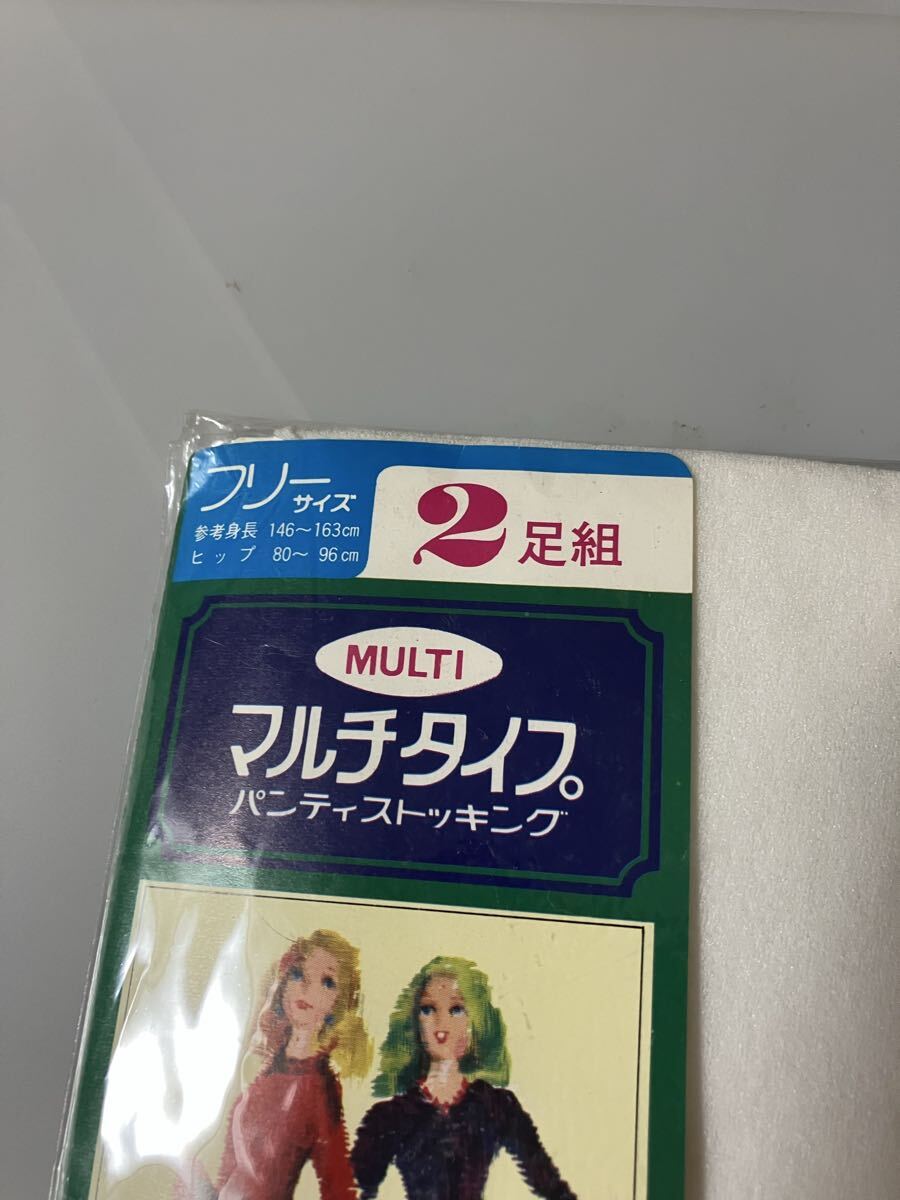 フリーサイズ
参考身長 146〜163cm
ヒップ 80〜 96cm
2足組
MULTI
マルチタイプ。
パンティストッキング